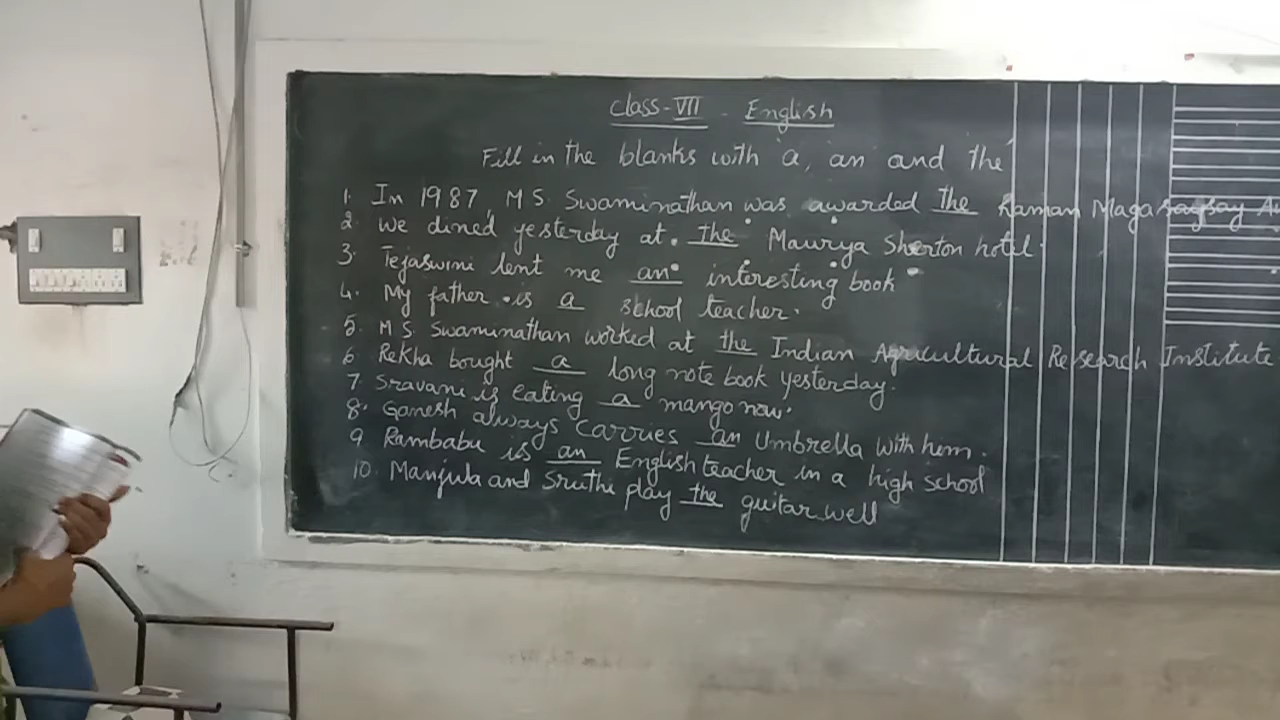 Class-VII - English
Fill in the blanks with a, an and the
1. In 1987, M S. Swaminathan was awarded the Raman Magasaysay
2. We dined yesterday at the Maurya Sherton hotel.
3. Tejaswini lent me an interesting book
4. My father is a school teacher.
5. M S. Swaminathan worked at the Indian Agricultural Research Institute
6. Rekha bought a long note book yesterday.
7. Sravani is eating a mango now.
8. Ganesh always carries an Umbrella with hem.
9. Rambabu is an English teacher in a high school
10. Manjula and Sruthi play the guitar well